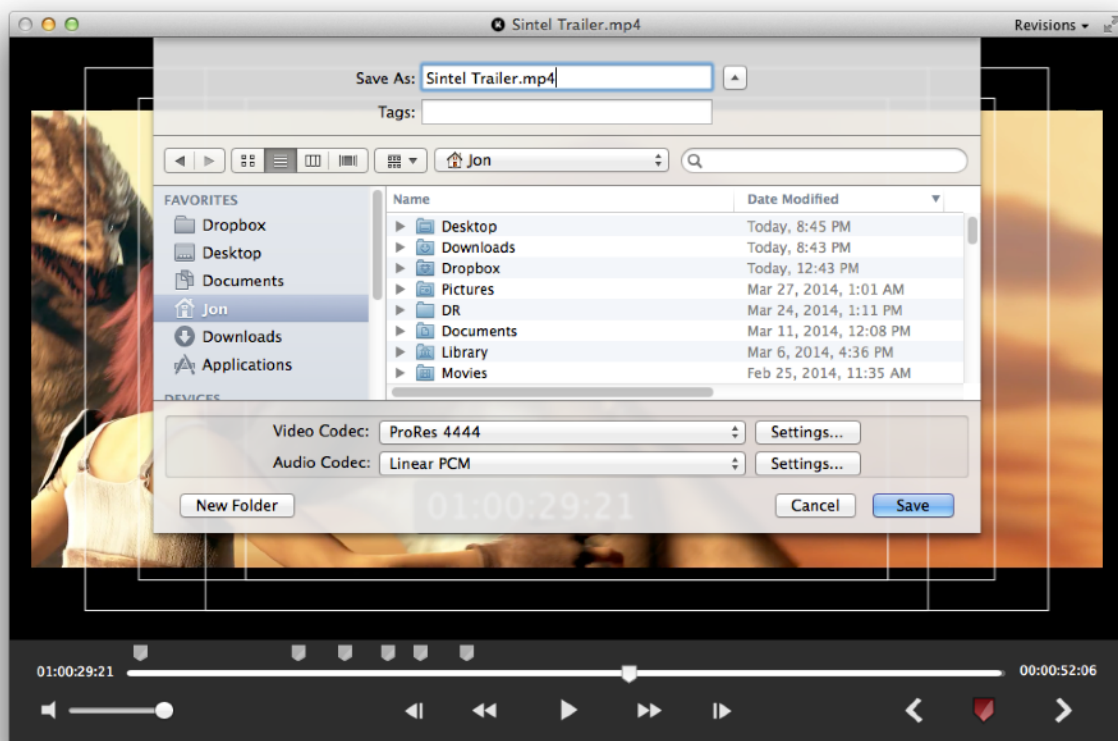 Sintel Trailer.mp4
Revisions
Save As: Sintel Trailer.mp4
Tags:
Jon
FAVORITES
Dropbox
Desktop
Documents
Jon
Downloads
Applications
DEVICES
Name Date Modified
Desktop Today, 8:45 PM
Downloads Today, 8:43 PM
Dropbox Today, 12:43 PM
Pictures Mar 27, 2014, 1:01 AM
DR Mar 24, 2014, 1:11 PM
Documents Mar 11, 2014, 12:08 PM
Library Mar 6, 2014, 4:36 PM
Movies Feb 25, 2014, 11:35 AM
Video Codec: ProRes 4444 Settings...
Audio Codec: Linear PCM Settings...
01:00:29:21
New Folder Cancel Save
01:00:29:21 00:00:52:06